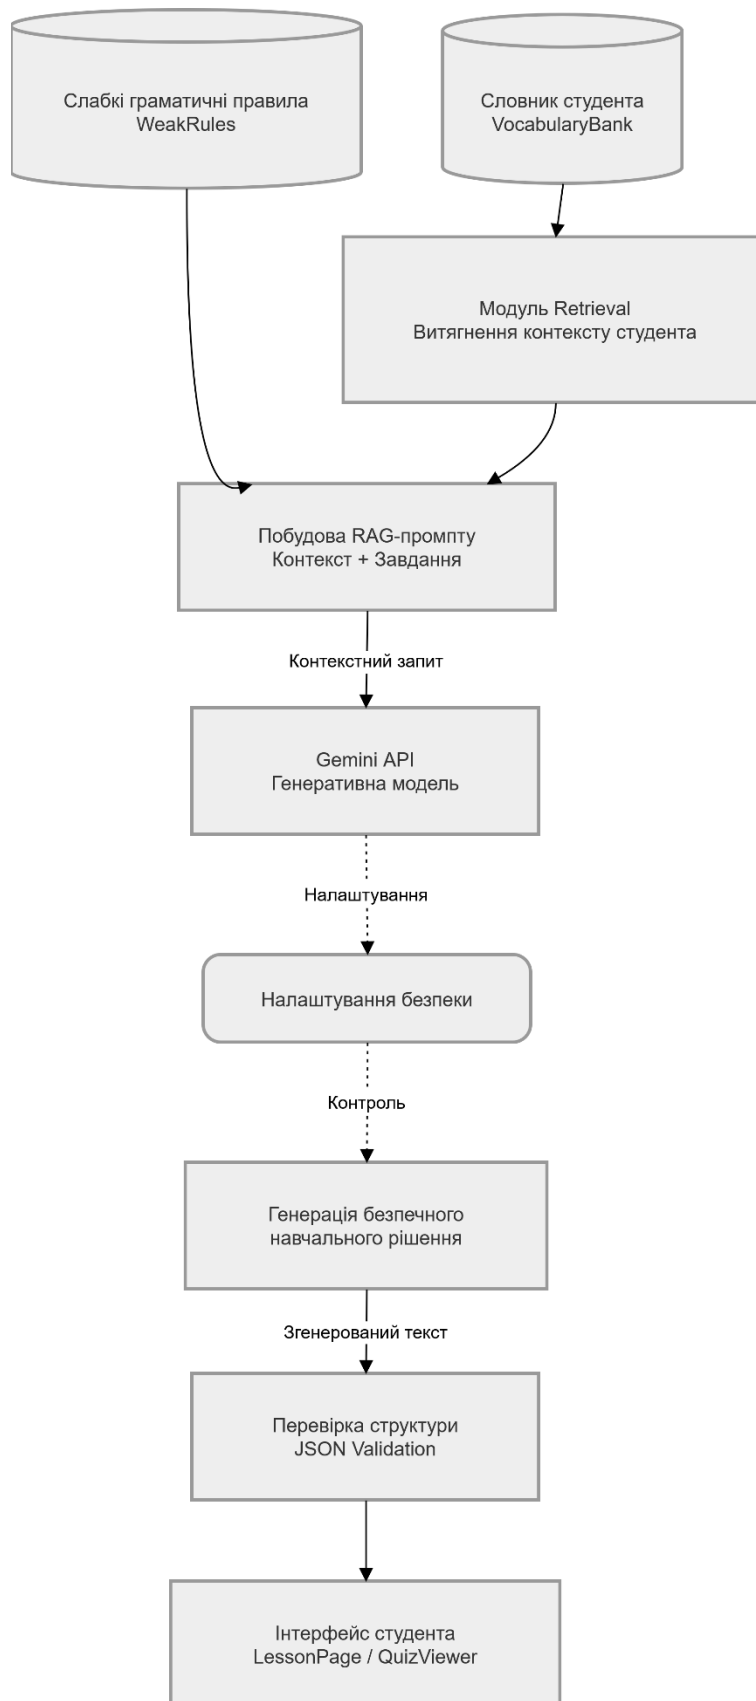 Слабкі граматичні правила
WeakRules
Словник студента
VocabularyBank
Модуль Retrieval
Витягнення контексту студента
Побудова RAG-промпту
Контекст + Завдання
Контекстний запит
Gemini API
Генеративна модель
Налаштування
Налаштування безпеки
Контроль
Генерація безпечного
навчального рішення
Згенерований текст
Перевірка структури
JSON Validation
Інтерфейс студента
LessonPage / QuizViewer